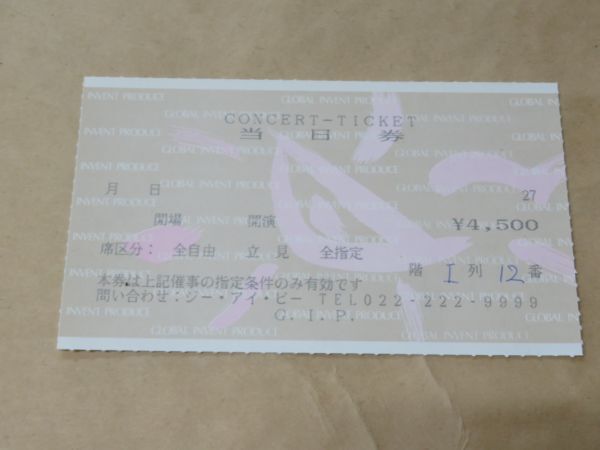 GLOBAL INVENT PRODUCE
CONCERT-TICKET
当日券
月 日
27
開場 開演 ¥4,500
席区分: 全自由 立見 全指定
階 I 列 12 番
本券は上記催事の指定条件のみ有効です
問い合わせ:ジー・アイ・ピー TEL022-222-9999
G.I.P.